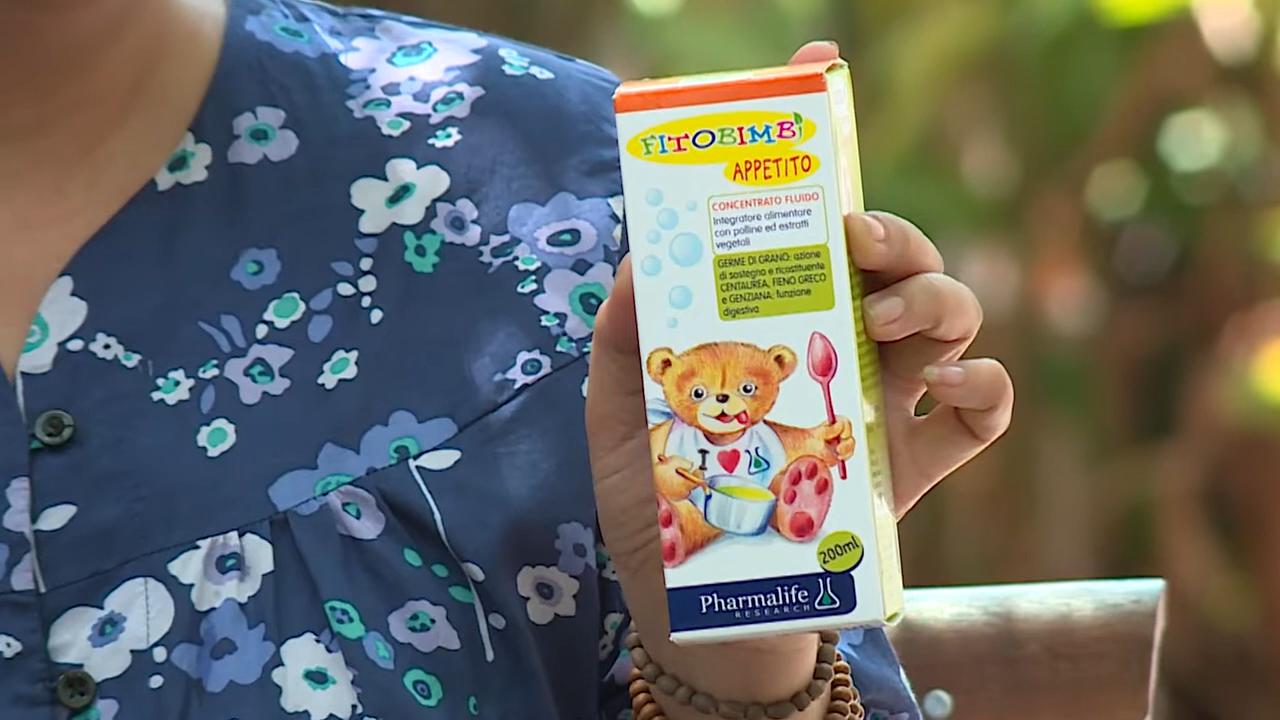 FITOBIMBi
APPETITO
CONCENTRATO FLUIDO
Integratore alimentare
con polline ed estratti
vegetali
GERME DI GRANO: azione
di sostegno e ricostituente
CENTAUREA, FIENO GRECO
e GENZIANA: funzione
digestiva
I
200ml
Pharmalife
RESEARCH